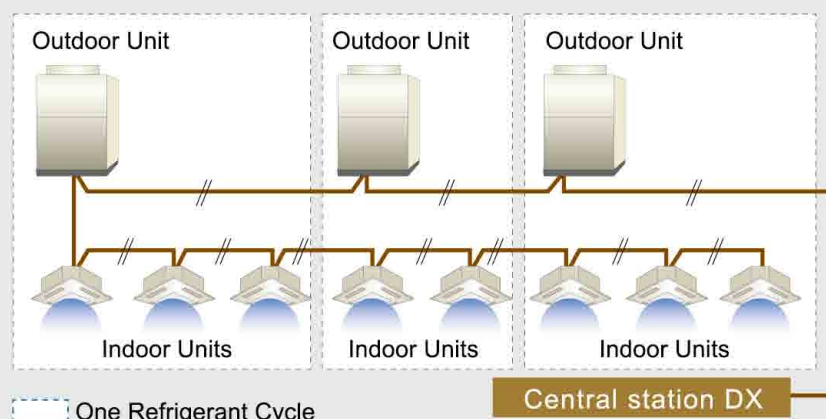 Outdoor Unit
Outdoor Unit
Outdoor Unit
Indoor Units
Indoor Units
Indoor Units
One Refrigerant Cycle
Central station DX